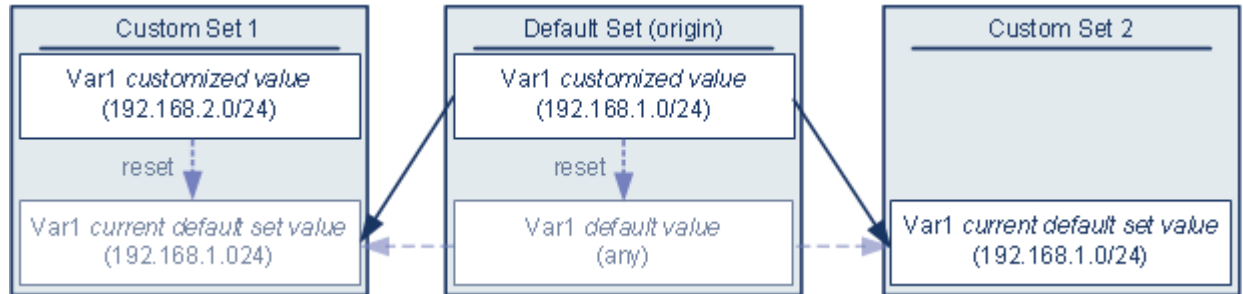 Custom Set 1
Var1 customized value
(192.168.2.0/24)
reset
Var1 current default set value
(192.168.1.024)
Default Set (origin)
Var1 customized value
(192.168.1.0/24)
reset
Var1 default value
(any)
Custom Set 2
Var1 current default set value
(192.168.1.0/24)